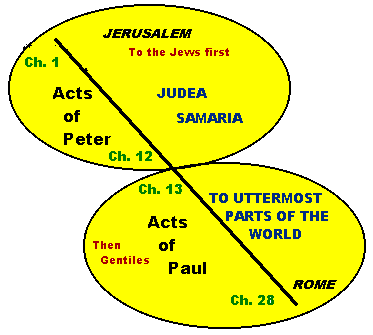 JERUSALEM
To the Jews first
Ch. 1
Acts
of
Peter
JUDEA
SAMARIA
Ch. 12
Ch. 13
TO UTTERMOST
PARTS OF THE
WORLD
Acts
of
Paul
Then
Gentiles
ROME
Ch. 28